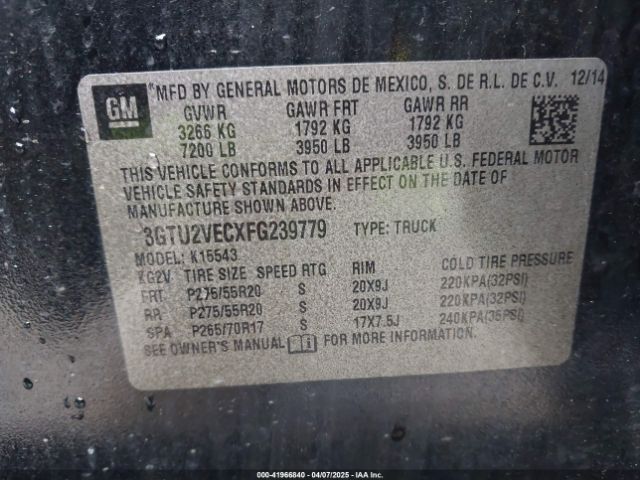 GM
*MFD BY GENERAL MOTORS DE MEXICO, S. DE R.L. DE C.V. 12/14
GVWR GAWR FRT GAWR RR
3266 KG 1792 KG 1792 KG
7200 LB 3950 LB 3950 LB
THIS VEHICLE CONFORMS TO ALL APPLICABLE U.S. FEDERAL MOTOR
VEHICLE SAFETY STANDARDS IN EFFECT ON THE DATE OF
MANUFACTURE SHOWN ABOVE.
3GTU2VECXFG239779 TYPE: TRUCK
MODEL: K15543
KG2V TIRE SIZE SPEED RTG RIM COLD TIRE PRESSURE
FRT P275/55R20 S 20X9J 220KPA(32PSI)
RR P275/55R20 S 20X9J 220KPA(32PSI)
SPA P265/70R17 S 17X7.5J 240KPA(35PSI)
SEE OWNER'S MANUAL FOR MORE INFORMATION.
000-41966840 - 04/07/2025 - IAA Inc.